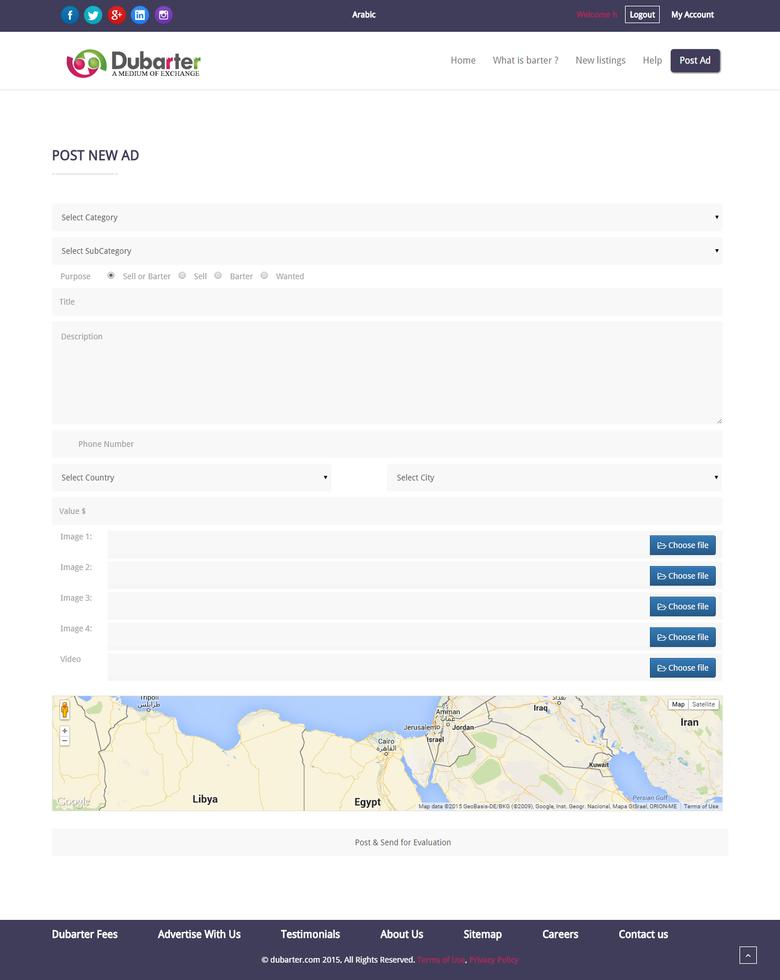 Arabic
Welcome h
Logout
My Account
Dubarter
A MEDIUM OF EXCHANGE
Home
What is barter ?
New listings
Help
Post Ad
POST NEW AD
Select Category
Select SubCategory
Purpose Sell or Barter Sell Barter Wanted
Title
Description
Phone Number
Select Country
Select City
Value $
Image 1: Choose file
Image 2: Choose file
Image 3: Choose file
Image 4: Choose file
Video Choose file
Tripoli
طرابلس
Amman
عمان
Jerusalem
Jordan
Israel
Cairo
القاهرة
بغداد
Iraq
Map Satellite
Iran
Kuwait
Persian Gulf
Libya
Egypt
Google
Map data ©2015 GeoBasis-DE/BKG (©2009), Google, Inst. Geogr. Nacional, Mapa GISrael, ORION-ME Terms of Use
Post & Send for Evaluation
Dubarter Fees
Advertise With Us
Testimonials
About Us
Sitemap
Careers
Contact us
© dubarter.com 2015, All Rights Reserved. Terms of Use, Privacy Policy